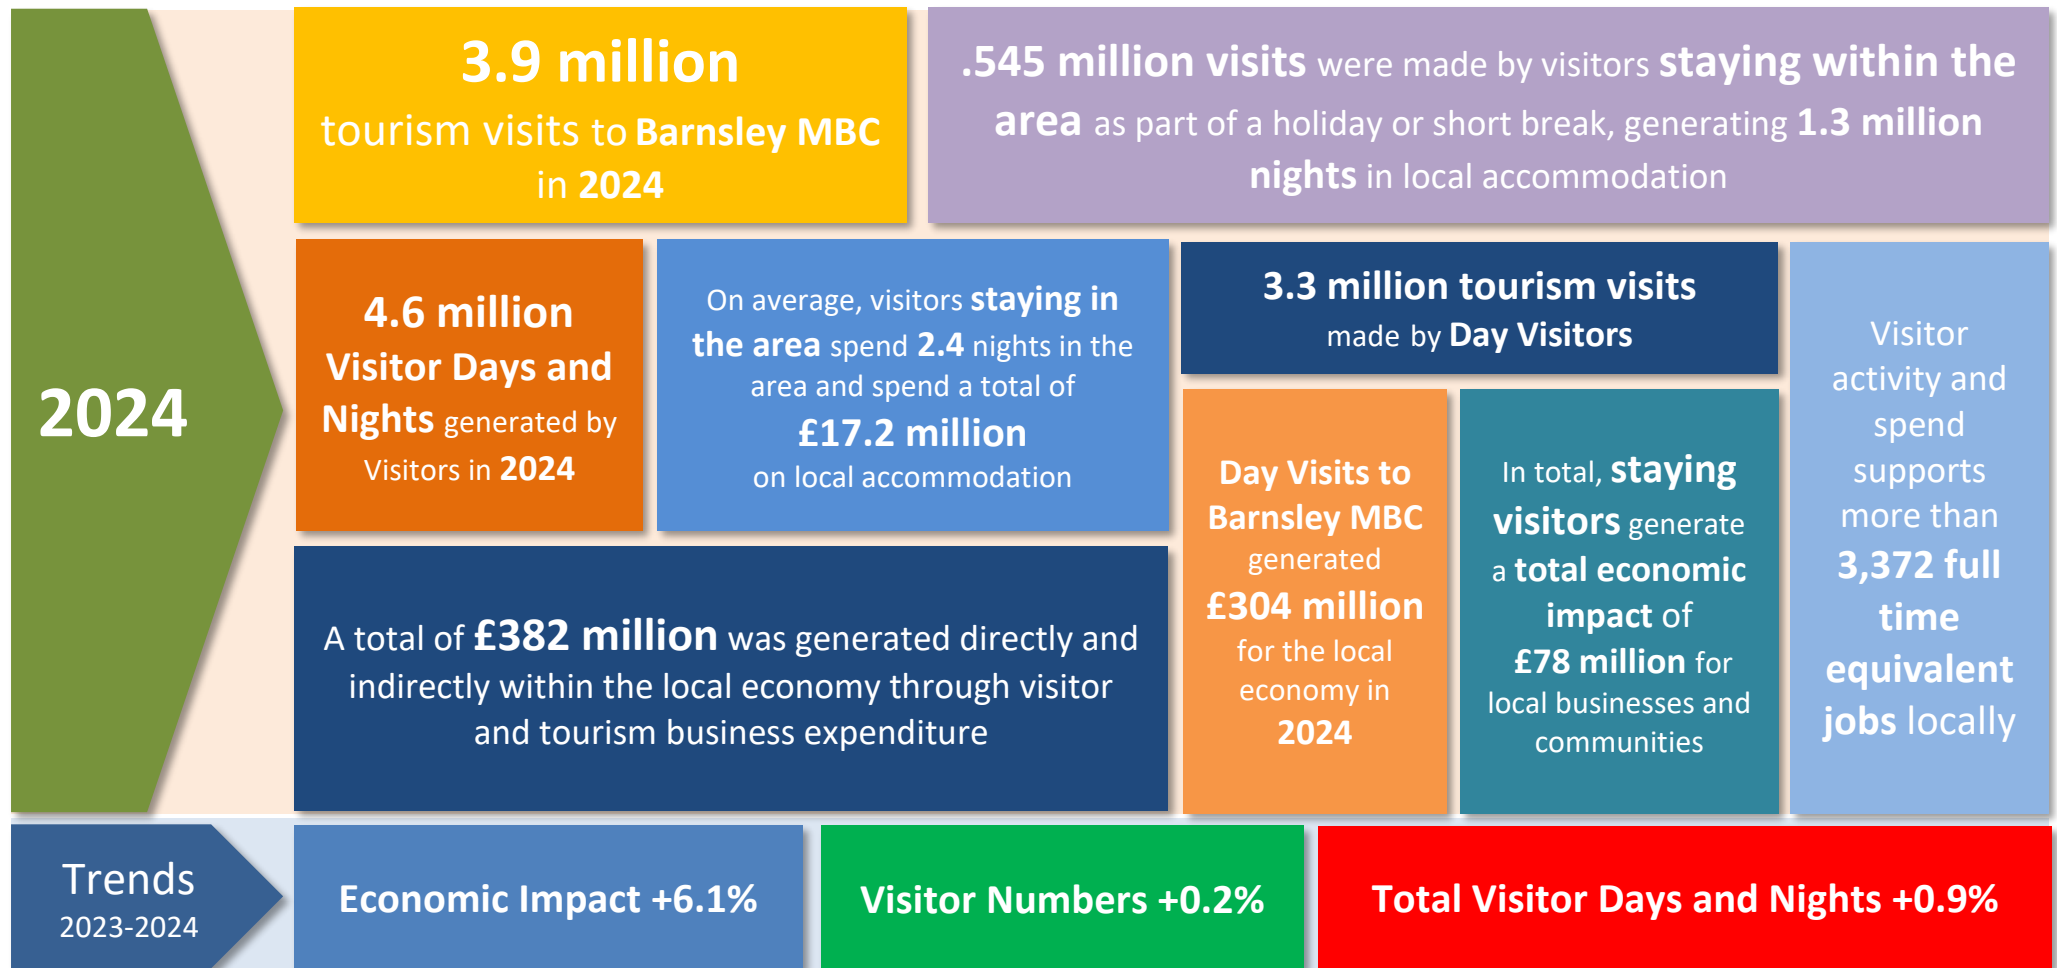 2024
3.9 million
tourism visits to Barnsley MBC
in 2024
.545 million visits were made by visitors staying within the
area as part of a holiday or short break, generating 1.3 million
nights in local accommodation
4.6 million
Visitor Days and
Nights generated by
Visitors in 2024
On average, visitors staying in
the area spend 2.4 nights in the
area and spend a total of
£17.2 million
on local accommodation
3.3 million tourism visits
made by Day Visitors
Day Visits to
Barnsley MBC
generated
£304 million
for the local
economy in
2024
In total, staying
visitors generate
a total economic
impact of
£78 million for
local businesses and
communities
Visitor
activity and
spend
supports
more than
3,372 full
time
equivalent
jobs locally
A total of £382 million was generated directly and
indirectly within the local economy through visitor
and tourism business expenditure
Trends
2023-2024
Economic Impact +6.1%
Visitor Numbers +0.2%
Total Visitor Days and Nights +0.9%